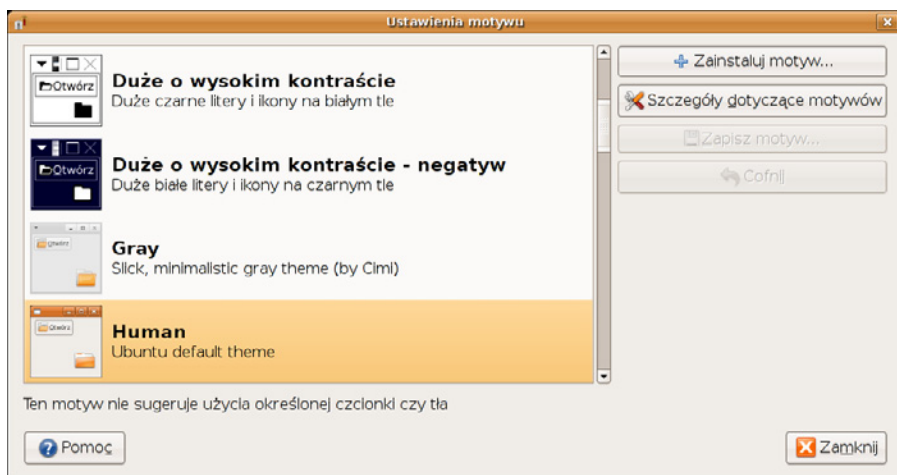 Ustawienia motywu
Otwórz
Duże o wysokim kontraście
Duże czarne litery i ikony na białym tle
Otwórz
Duże o wysokim kontraście - negatyw
Duże białe litery i ikony na czarnym tle
Otwórz
Gray
Slick, minimalistic gray theme (by Cimi)
Otwórz
Human
Ubuntu default theme
Zainstaluj motyw...
Szczegóły dotyczące motywów
Zapisz motyw...
Cofnij
Ten motyw nie sugeruje użycia określonej czcionki czy tła
Pomoc
Zamknij